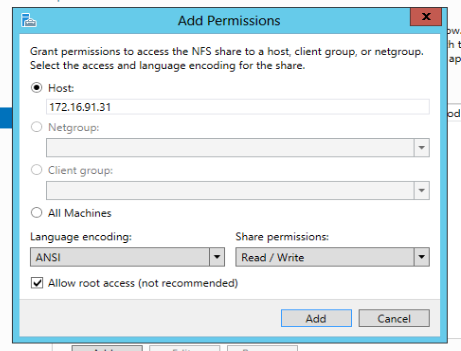 Add Permissions
x
Grant permissions to access the NFS share to a host, client group, or netgroup.
Select the access and language encoding for the share.
Host:
172.16.91.31
Netgroup:
Client group:
All Machines
Language encoding:
Share permissions:
ANSI
Read / Write
Allow root access (not recommended)
Add
Cancel